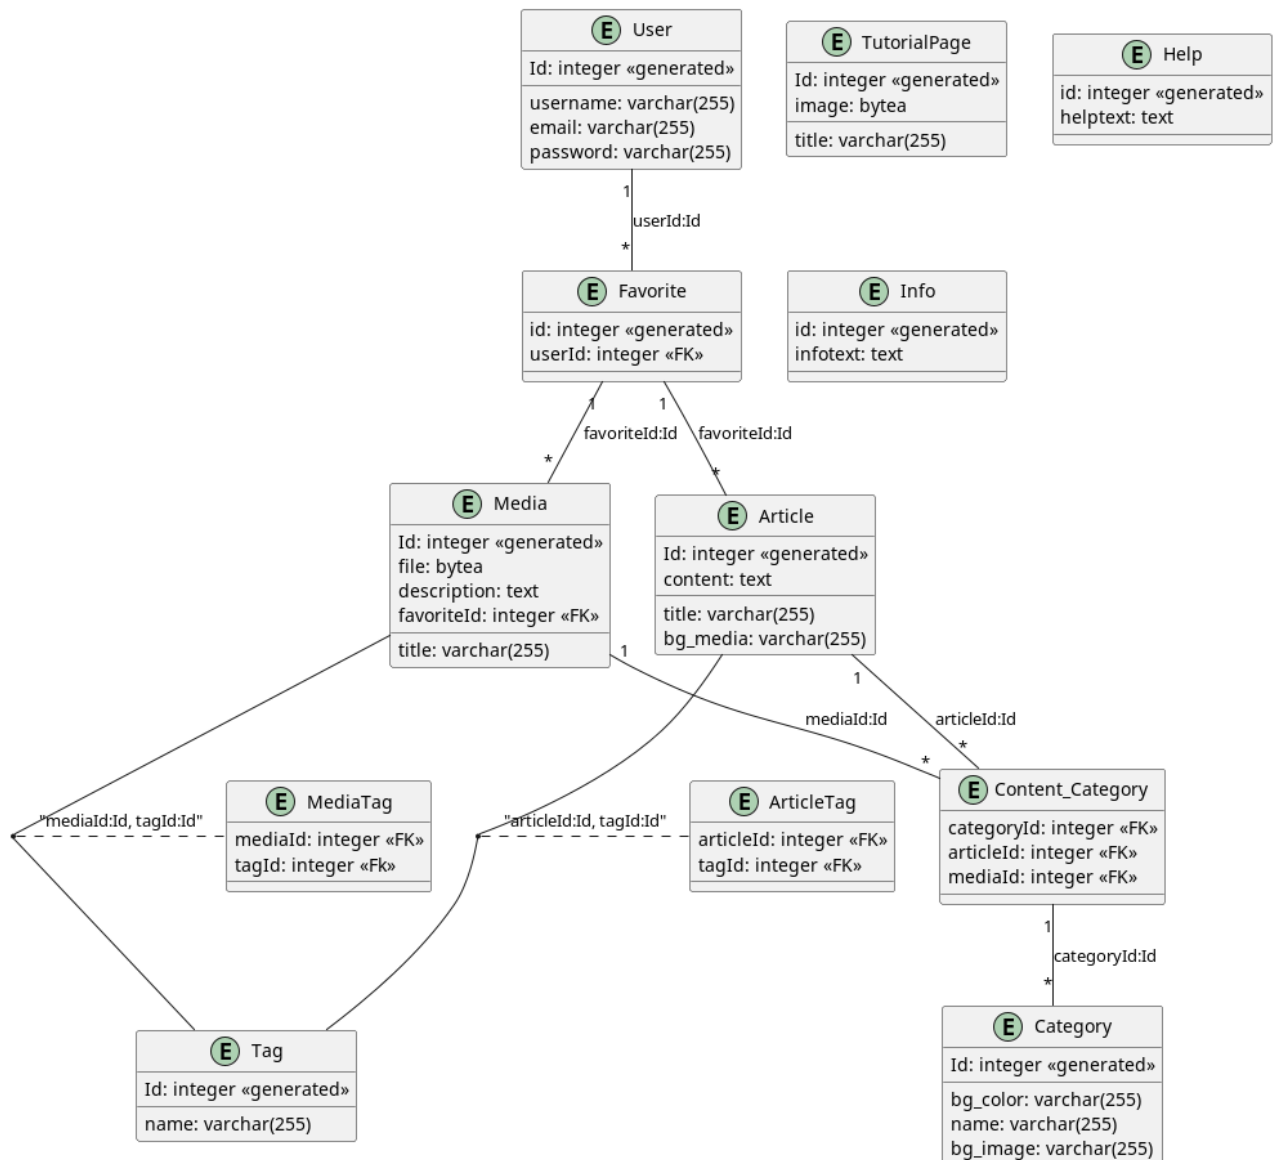 E User
Id: integer «generated»
username: varchar(255)
email: varchar(255)
password: varchar(255)
E TutorialPage
Id: integer «generated»
image: bytea
title: varchar(255)
E Help
id: integer «generated»
helptext: text
1
userId:Id
*
E Favorite
id: integer «generated»
userId: integer «FK»
E Info
id: integer «generated»
infotext: text
1
favoriteId:Id
*
1
favoriteId:Id
*
E Media
Id: integer «generated»
file: bytea
description: text
favoriteId: integer «FK»
title: varchar(255)
E Article
Id: integer «generated»
content: text
title: varchar(255)
bg_media: varchar(255)
1
mediaId:Id
*
1
articleId:Id
*
"mediaId:Id, tagId:Id"
E MediaTag
mediaId: integer «FK»
tagId: integer «Fk»
"articleId:Id, tagId:Id"
E ArticleTag
articleId: integer «FK»
tagId: integer «FK»
E Content_Category
categoryId: integer «FK»
articleId: integer «FK»
mediaId: integer «FK»
1
categoryId:Id
*
E Tag
Id: integer «generated»
name: varchar(255)
E Category
Id: integer «generated»
bg_color: varchar(255)
name: varchar(255)
bg_image: varchar(255)